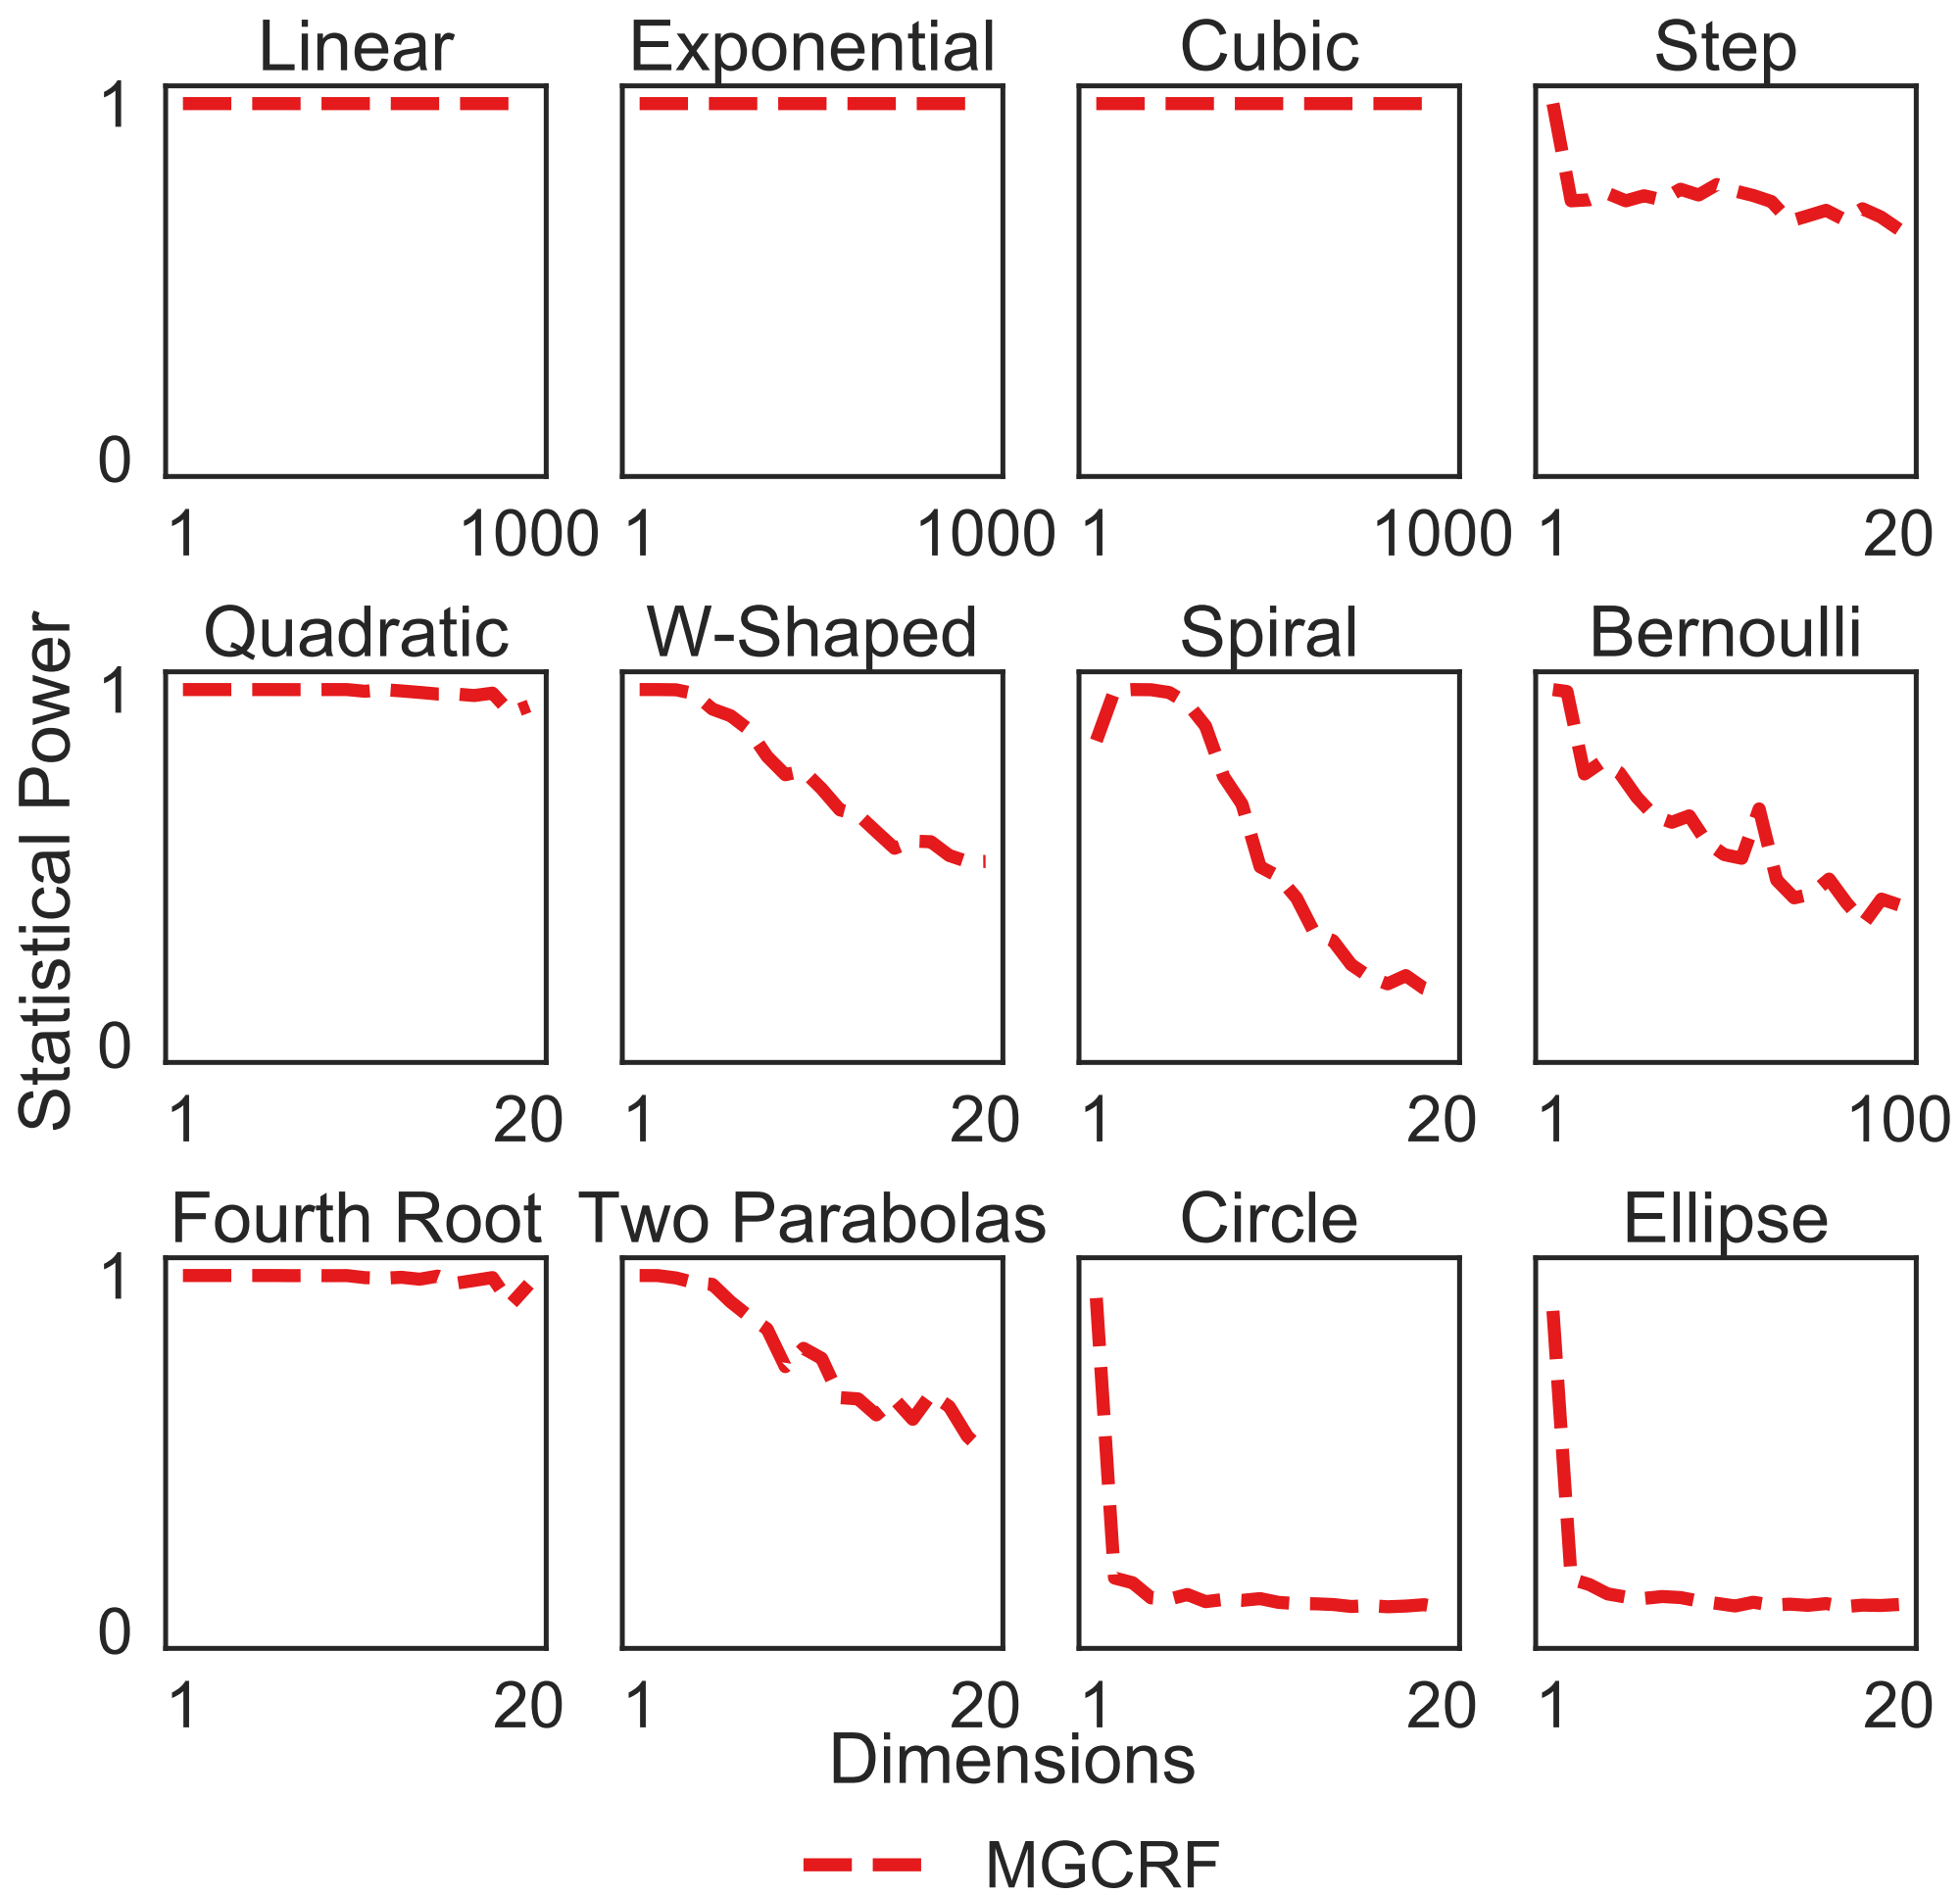 Linear Exponential Cubic Step
1
0
1 1000 1 1000 1 1000 1 20
Statistical Power
Quadratic W-Shaped Spiral Bernoulli
1
0
1 20 1 20 1 20 1 100
Fourth Root Two Parabolas Circle Ellipse
1
0
1 20 1 20 1 20 1 20
Dimensions
MGCRF